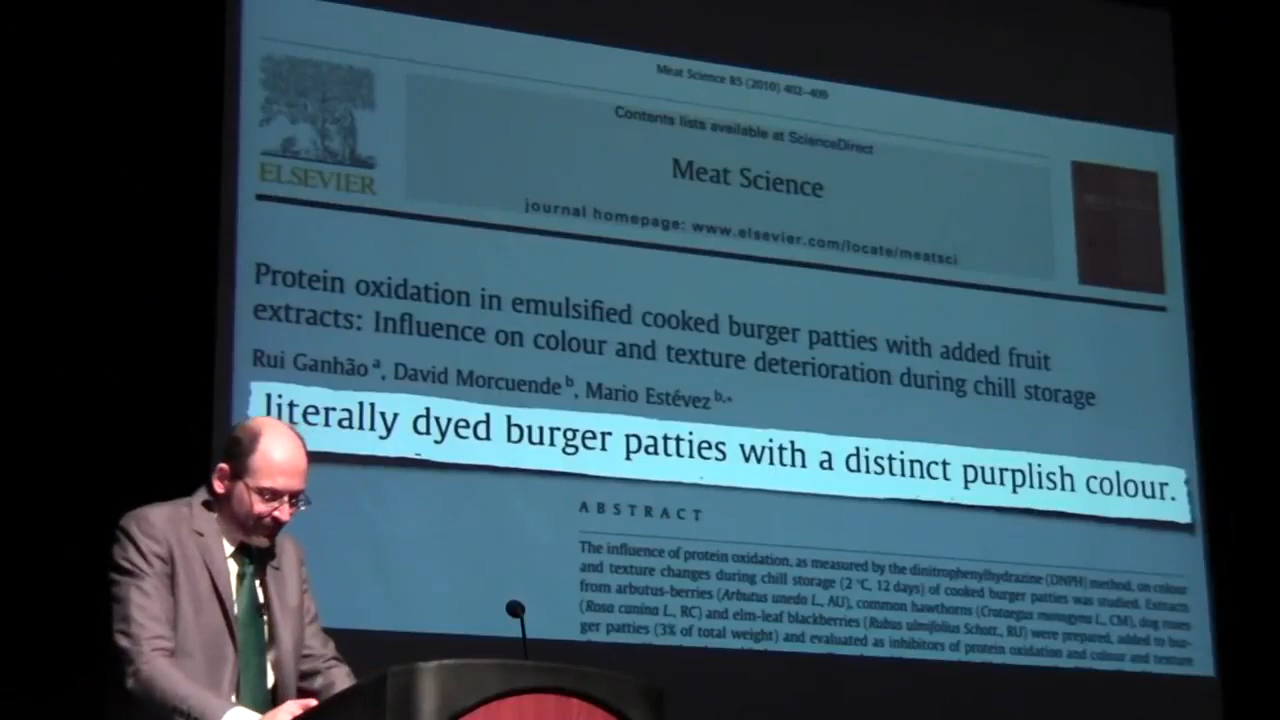 Meat Science 85 (2010) 402–409
Contents lists available at ScienceDirect
Meat Science
journal homepage: www.elsevier.com/locate/meatsci
ELSEVIER
Protein oxidation in emulsified cooked burger patties with added fruit
extracts: Influence on colour and texture deterioration during chill storage
Rui Ganhão a, David Morcuende b, Mario Estévez b,*
literally dyed burger patties with a distinct purplish colour.
ABSTRACT
The influence of protein oxidation, as measured by the dinitrophenylhydrazine (DNPH) method, on colour
and texture changes during chill storage (2 °C, 12 days) of cooked burger patties was studied. Extracts
from arbutus-berries (Arbutus unedo L., AU), common hawthorns (Crataegus monogyna L., CM), dog roses
(Rosa canina L., RC) and elm-leaf blackberries (Rubus ulmifolius Schott., RU) were prepared, added to bur-
ger patties (3% of total weight) and evaluated as inhibitors of protein oxidation and colour and texture